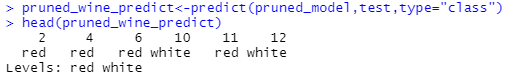 > pruned_wine_predict<-predict(pruned_model,test,type="class")
> head(pruned_wine_predict)
2 4 6 10 11 12
red red red white red white
Levels: red white